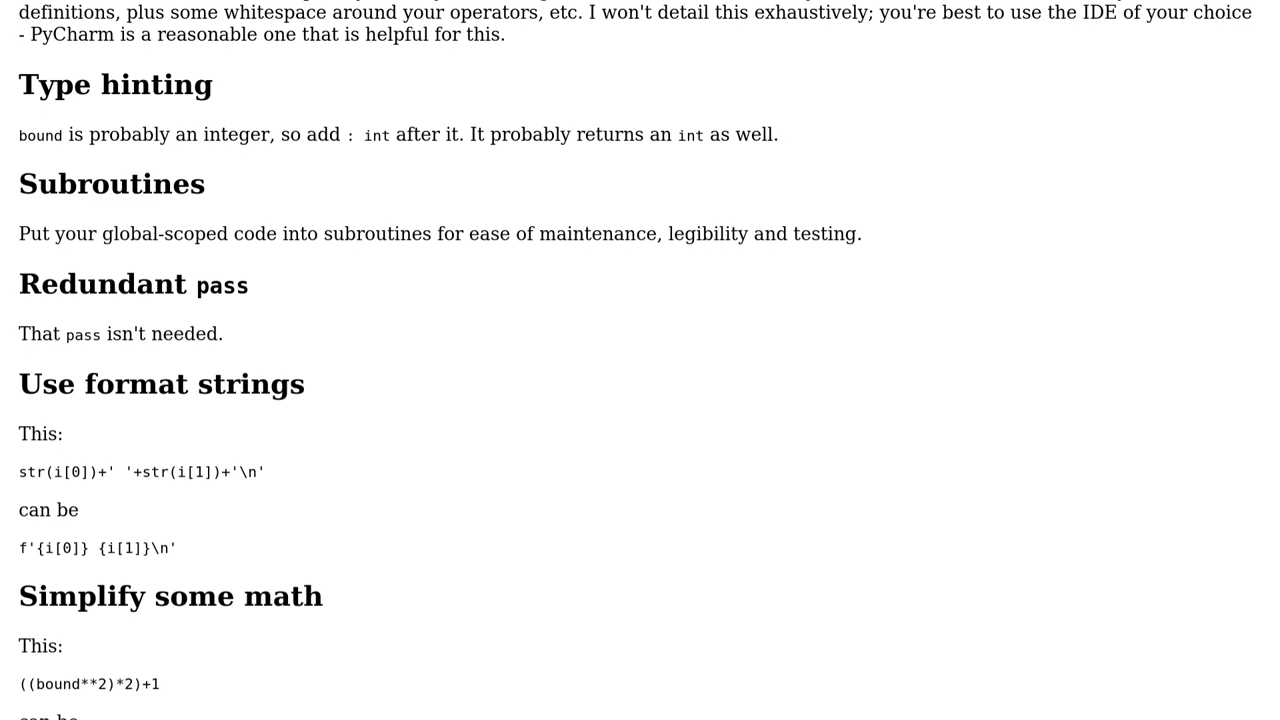 definitions, plus some whitespace around your operators, etc. I won't detail this exhaustively; you're best to use the IDE of your choice
- PyCharm is a reasonable one that is helpful for this.
Type hinting
bound is probably an integer, so add : int after it. It probably returns an int as well.
Subroutines
Put your global-scoped code into subroutines for ease of maintenance, legibility and testing.
Redundant pass
That pass isn't needed.
Use format strings
This:
str(i[0])+' '+str(i[1])+'\n'
can be
f'{i[0]} {i[1]}\n'
Simplify some math
This:
((bound**2)*2)+1